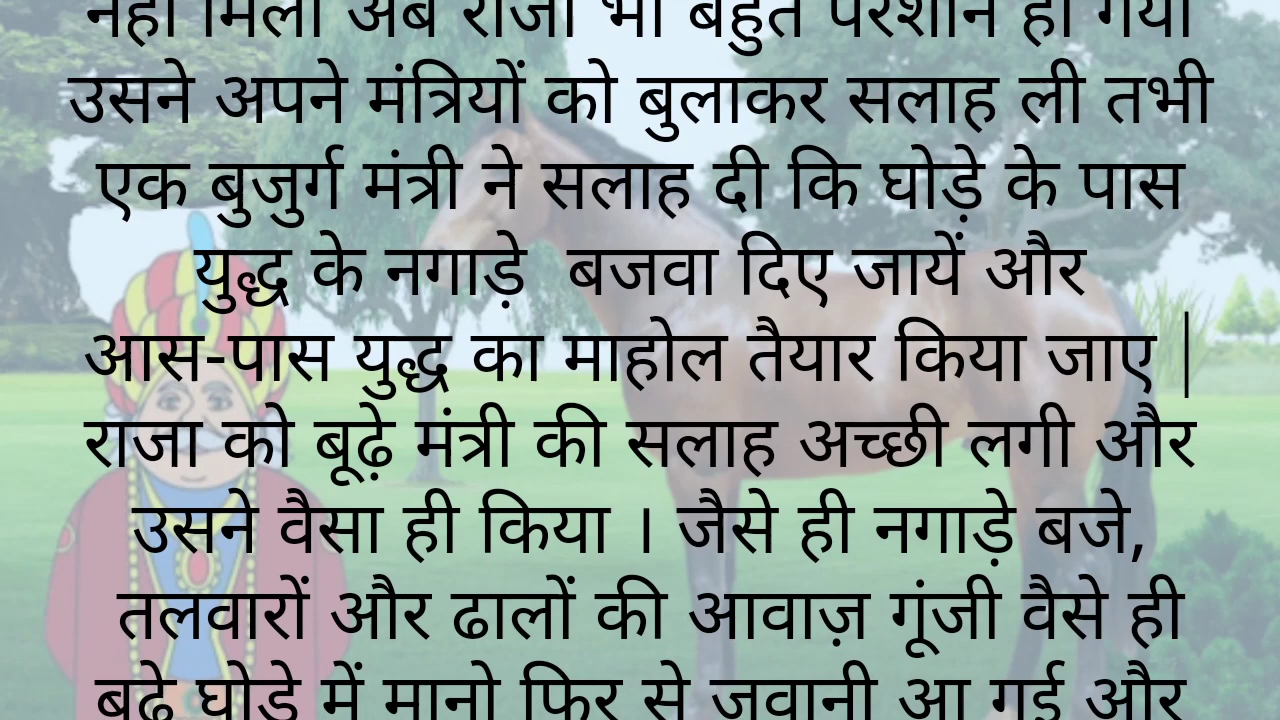 नहीं मिली अब राजा भी बहुत परेशान हो गया
उसने अपने मंत्रियों को बुलाकर सलाह ली तभी
एक बुजुर्ग मंत्री ने सलाह दी कि घोड़े के पास
युद्ध के नगाड़े बजवा दिए जायें और
आस-पास युद्ध का माहोल तैयार किया जाए |
राजा को बूढ़े मंत्री की सलाह अच्छी लगी और
उसने वैसा ही किया । जैसे ही नगाड़े बजे,
तलवारों और ढालों की आवाज़ गूंजी वैसे ही
बूढ़े घोड़े में मानो फिर से जवानी आ गई और